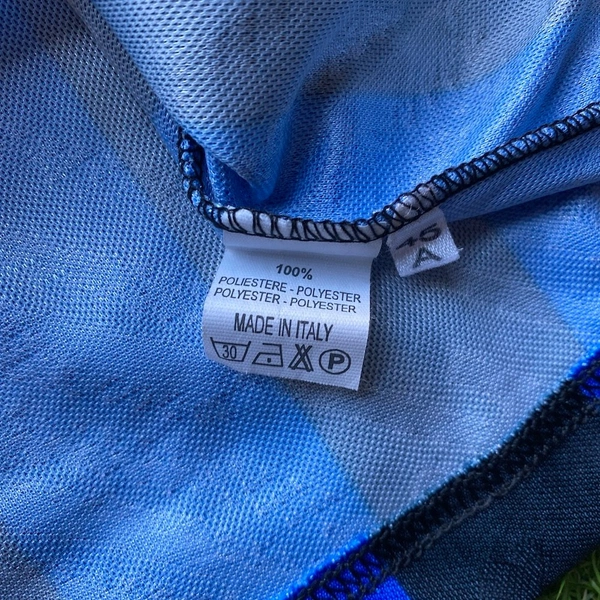 100%
POLIESTERE - POLYESTER
POLYESTER - POLYESTER
MADE IN ITALY
30 P
A